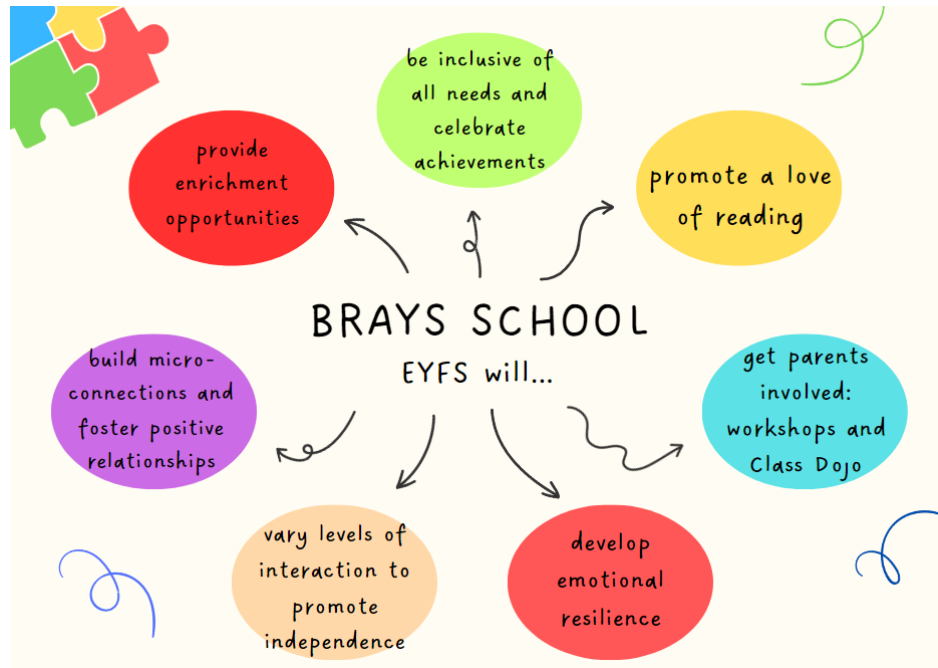 be inclusive of
all needs and
celebrate
achievements
provide
enrichment
opportunities
promote a love
of reading
BRAYS SCHOOL
EYFS will...
build micro-
connections and
foster positive
relationships
get parents
involved:
workshops and
Class Dojo
vary levels of
interaction to
promote
independence
develop
emotional
resilience